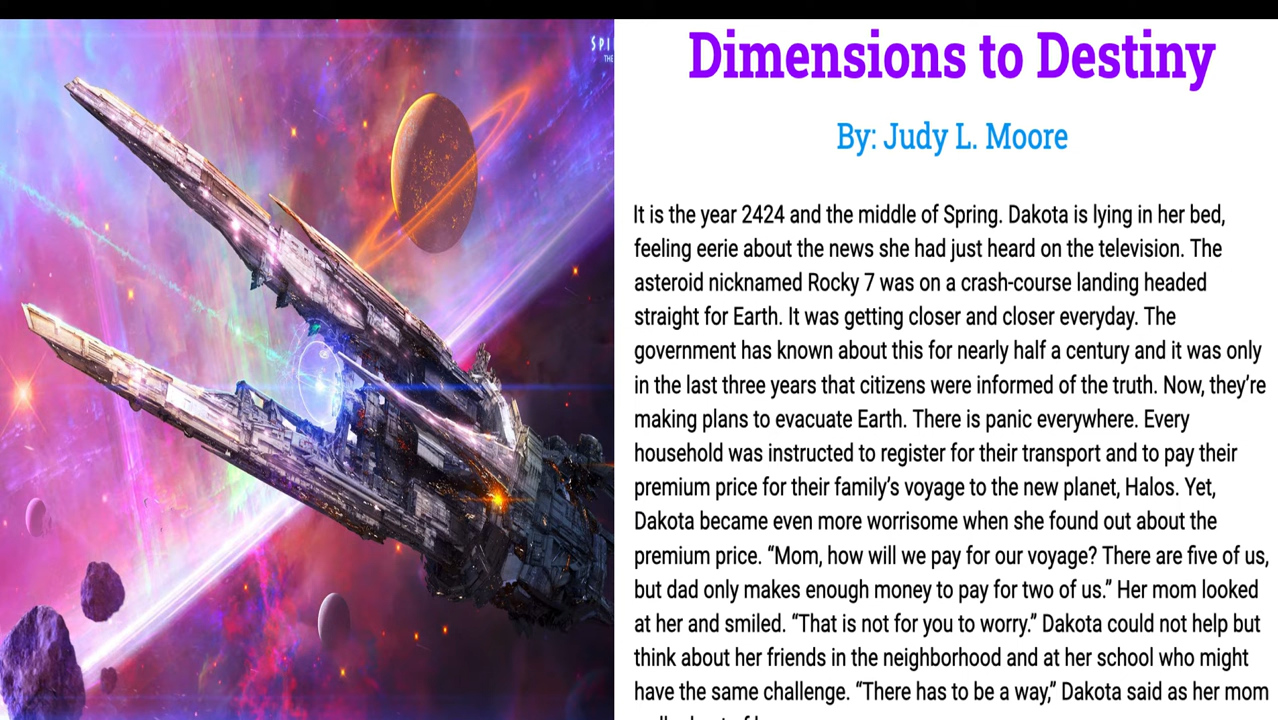 Dimensions to Destiny
By: Judy L. Moore
It is the year 2424 and the middle of Spring. Dakota is lying in her bed,
feeling eerie about the news she had just heard on the television. The
asteroid nicknamed Rocky 7 was on a crash-course landing headed
straight for Earth. It was getting closer and closer everyday. The
government has known about this for nearly half a century and it was only
in the last three years that citizens were informed of the truth. Now, they’re
making plans to evacuate Earth. There is panic everywhere. Every
household was instructed to register for their transport and to pay their
premium price for their family’s voyage to the new planet, Halos. Yet,
Dakota became even more worrisome when she found out about the
premium price. “Mom, how will we pay for our voyage? There are five of us,
but dad only makes enough money to pay for two of us.” Her mom looked
at her and smiled. “That is not for you to worry.” Dakota could not help but
think about her friends in the neighborhood and at her school who might
have the same challenge. “There has to be a way,” Dakota said as her mom